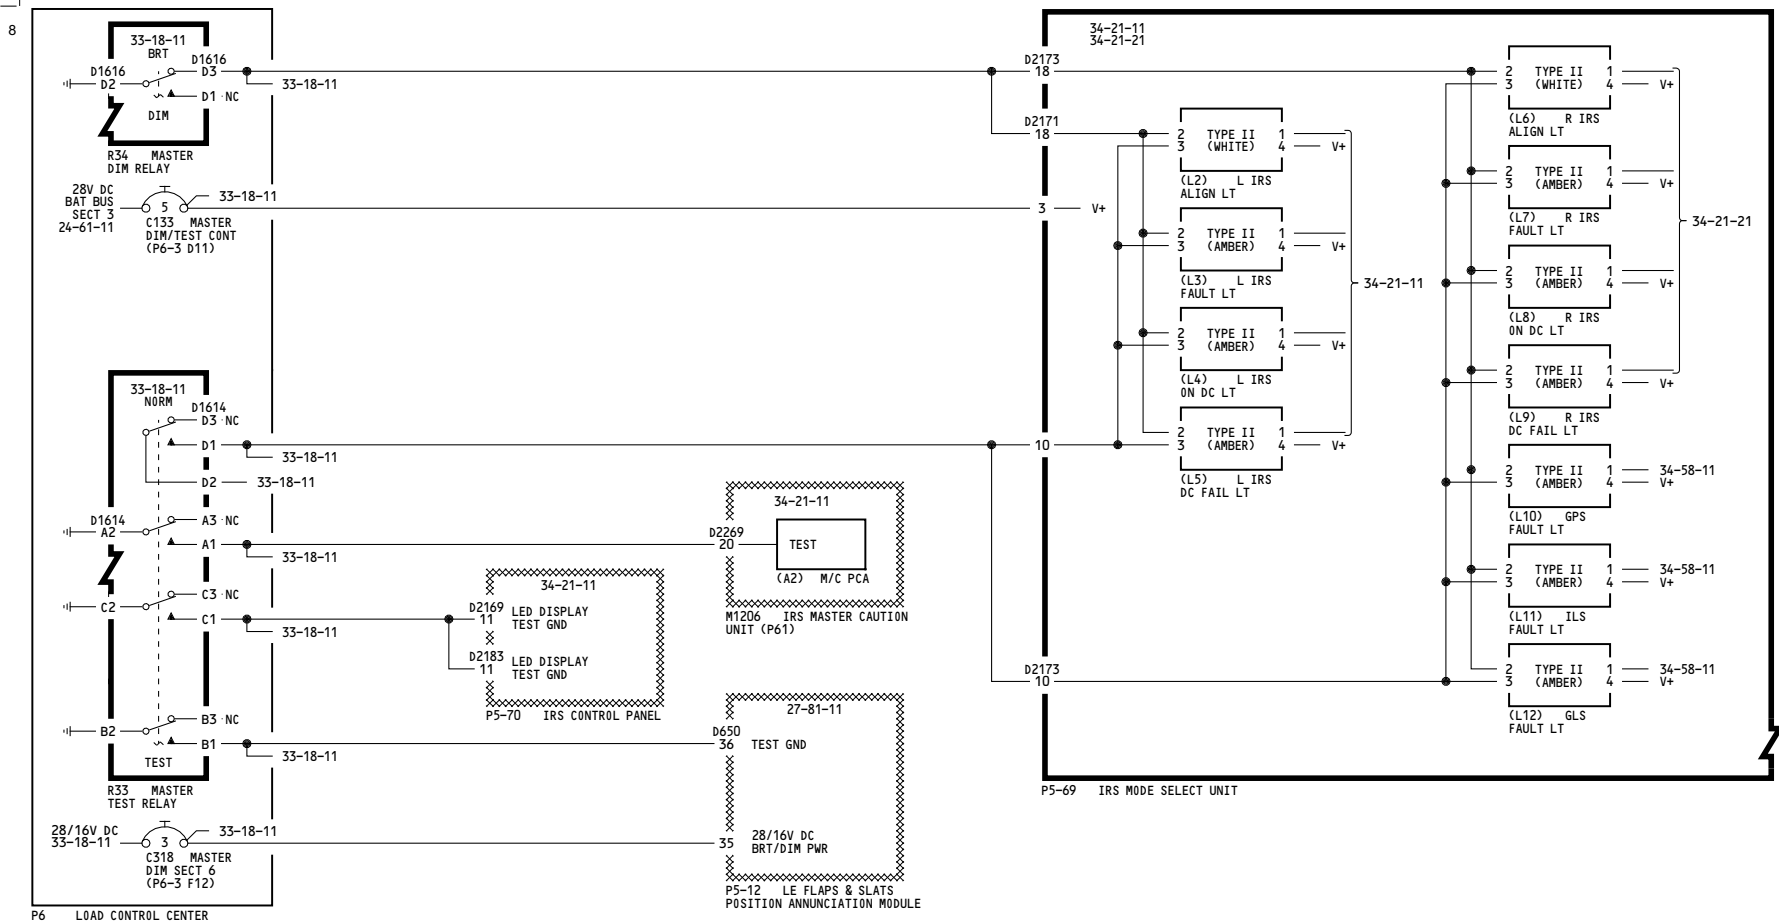 8
33-18-11
BRT
D1616
D2
D1616
D3
33-18-11
D1 NC
DIM
R34 MASTER
DIM RELAY
28V DC
BAT BUS
SECT 3
24-61-11
5
33-18-11
C133 MASTER
DIM/TEST CONT
(P6-3 D11)
33-18-11
NORM
D1614
D3 NC
D1
33-18-11
D2
33-18-11
D1614
A2
A3 NC
A1
33-18-11
C2
C3 NC
C1
33-18-11
B2
B3 NC
B1
33-18-11
TEST
R33 MASTER
TEST RELAY
28/16V DC
33-18-11
3
33-18-11
C318 MASTER
DIM SECT 6
(P6-3 F12)
P6 LOAD CONTROL CENTER
34-21-11
D2169
11
LED DISPLAY
TEST GND
D2183
11
LED DISPLAY
TEST GND
P5-70 IRS CONTROL PANEL
34-21-11
D2269
20
TEST
(A2) M/C PCA
M1206 IRS MASTER CAUTION
UNIT (P61)
27-81-11
D650
36
TEST GND
35
28/16V DC
BRT/DIM PWR
P5-12 LE FLAPS & SLATS
POSITION ANNUNCIATION MODULE
34-21-11
34-21-21
D2173
18
D2171
18
3
V+
10
D2173
10
2 TYPE II 1
3 (WHITE) 4 V+
(L2) L IRS
ALIGN LT
2 TYPE II 1
3 (AMBER) 4 V+
(L3) L IRS
FAULT LT
34-21-11
2 TYPE II 1
3 (AMBER) 4 V+
(L4) L IRS
ON DC LT
2 TYPE II 1
3 (AMBER) 4 V+
(L5) L IRS
DC FAIL LT
2 TYPE II 1
3 (WHITE) 4 V+
(L6) R IRS
ALIGN LT
2 TYPE II 1
3 (AMBER) 4 V+
(L7) R IRS
FAULT LT
34-21-21
2 TYPE II 1
3 (AMBER) 4 V+
(L8) R IRS
ON DC LT
2 TYPE II 1
3 (AMBER) 4 V+
(L9) R IRS
DC FAIL LT
2 TYPE II 1 34-58-11
3 (AMBER) 4 V+
(L10) GPS
FAULT LT
2 TYPE II 1 34-58-11
3 (AMBER) 4 V+
(L11) ILS
FAULT LT
2 TYPE II 1 34-58-11
3 (AMBER) 4 V+
(L12) GLS
FAULT LT
P5-69 IRS MODE SELECT UNIT